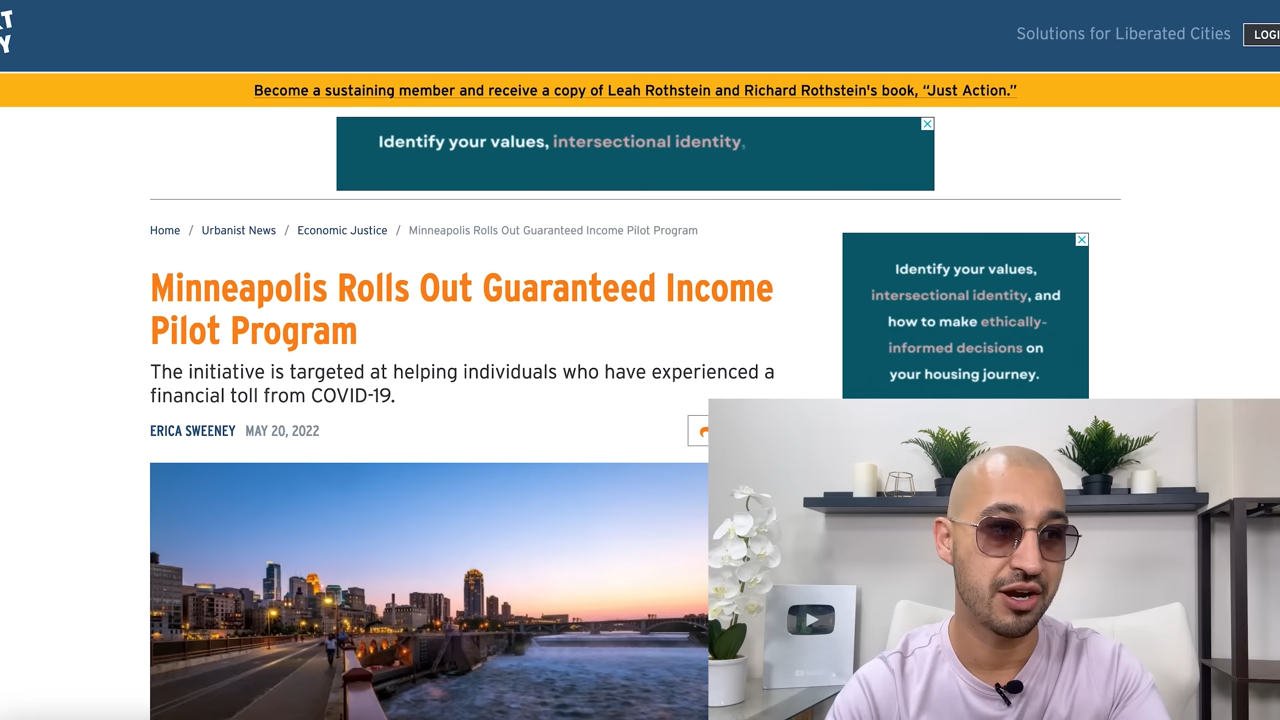 Solutions for Liberated Cities
Become a sustaining member and receive a copy of Leah Rothstein and Richard Rothstein's book, “Just Action.”
Identify your values, intersectional identity,
Home / Urbanist News / Economic Justice / Minneapolis Rolls Out Guaranteed Income Pilot Program
Minneapolis Rolls Out Guaranteed Income
Pilot Program
The initiative is targeted at helping individuals who have experienced a
financial toll from COVID-19.
ERICA SWEENEY MAY 20, 2022
Identify your values,
intersectional identity, and
how to make ethically-
informed decisions on
your housing journey.